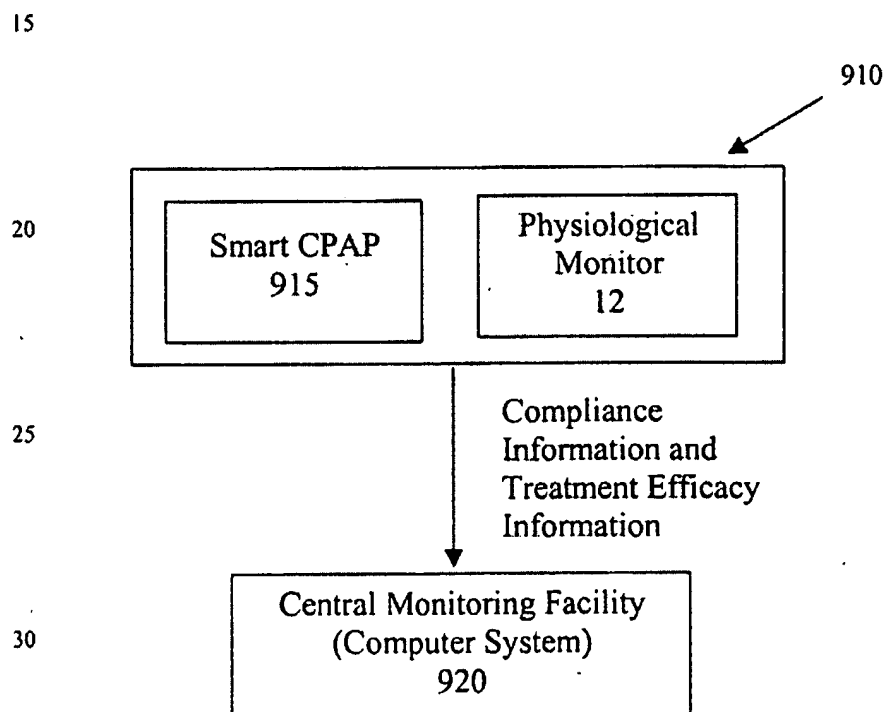 15
910
20
Smart CPAP
915
Physiological
Monitor
12
25
Compliance
Information and
Treatment Efficacy
Information
30
Central Monitoring Facility
(Computer System)
920